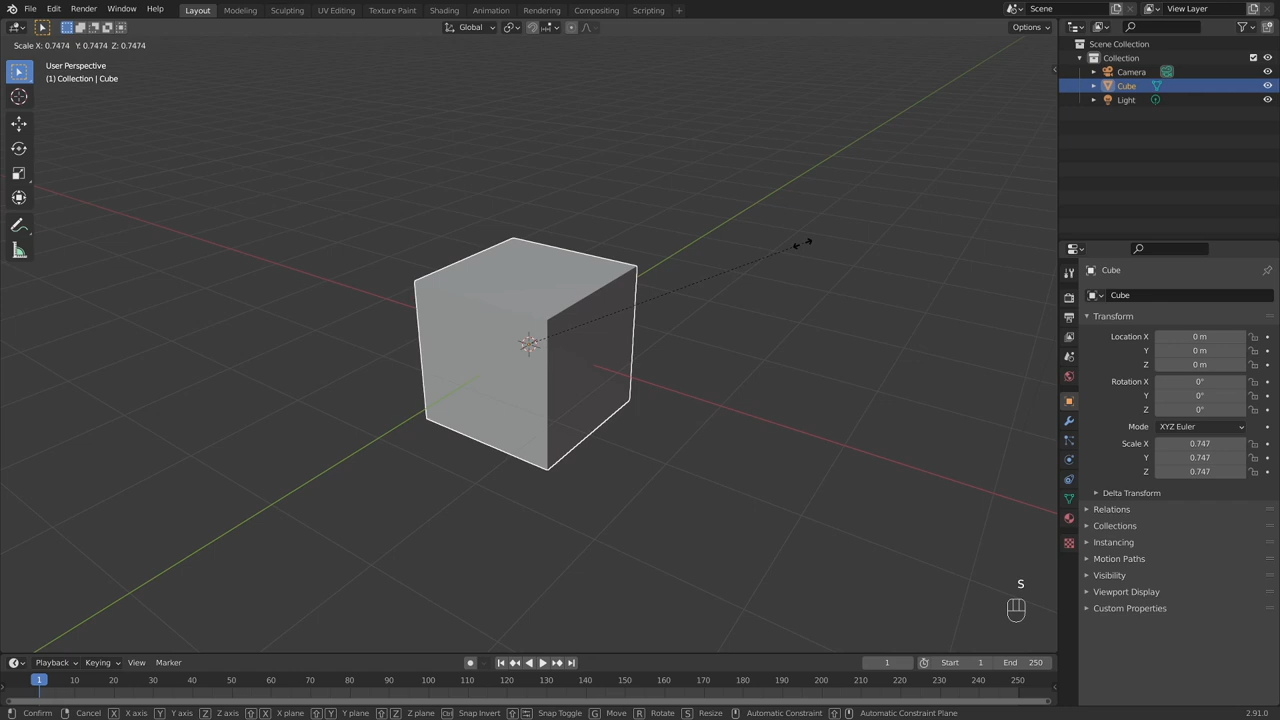 File Edit Render Window Help Layout Modeling Sculpting UV Editing Texture Paint Shading Animation Rendering Compositing Scripting + Scene View Layer
Global Options
Scale X: 0.7474 Y: 0.7474 Z: 0.7474
User Perspective
(1) Collection | Cube
Scene Collection
Collection
Camera
Cube
Light
Cube
Cube
Transform
Location X 0 m
Y 0 m
Z 0 m
Rotation X 0°
Y 0°
Z 0°
Mode XYZ Euler
Scale X 0.747
Y 0.747
Z 0.747
Delta Transform
Relations
Collections
Instancing
Motion Paths
Visibility
Viewport Display
Custom Properties
S
Playback Keying View Marker 1 Start 1 End 250
1 10 20 30 40 50 60 70 80 90 100 110 120 130 140 150 160 170 180 190 200 210 220 230 240 250
Confirm Cancel X X axis Y Y axis Z Z axis X X plane Y Y plane Z Z plane Ctrl Snap Invert Snap Toggle G Move R Rotate S Resize Automatic Constraint Automatic Constraint Plane 2.91.0